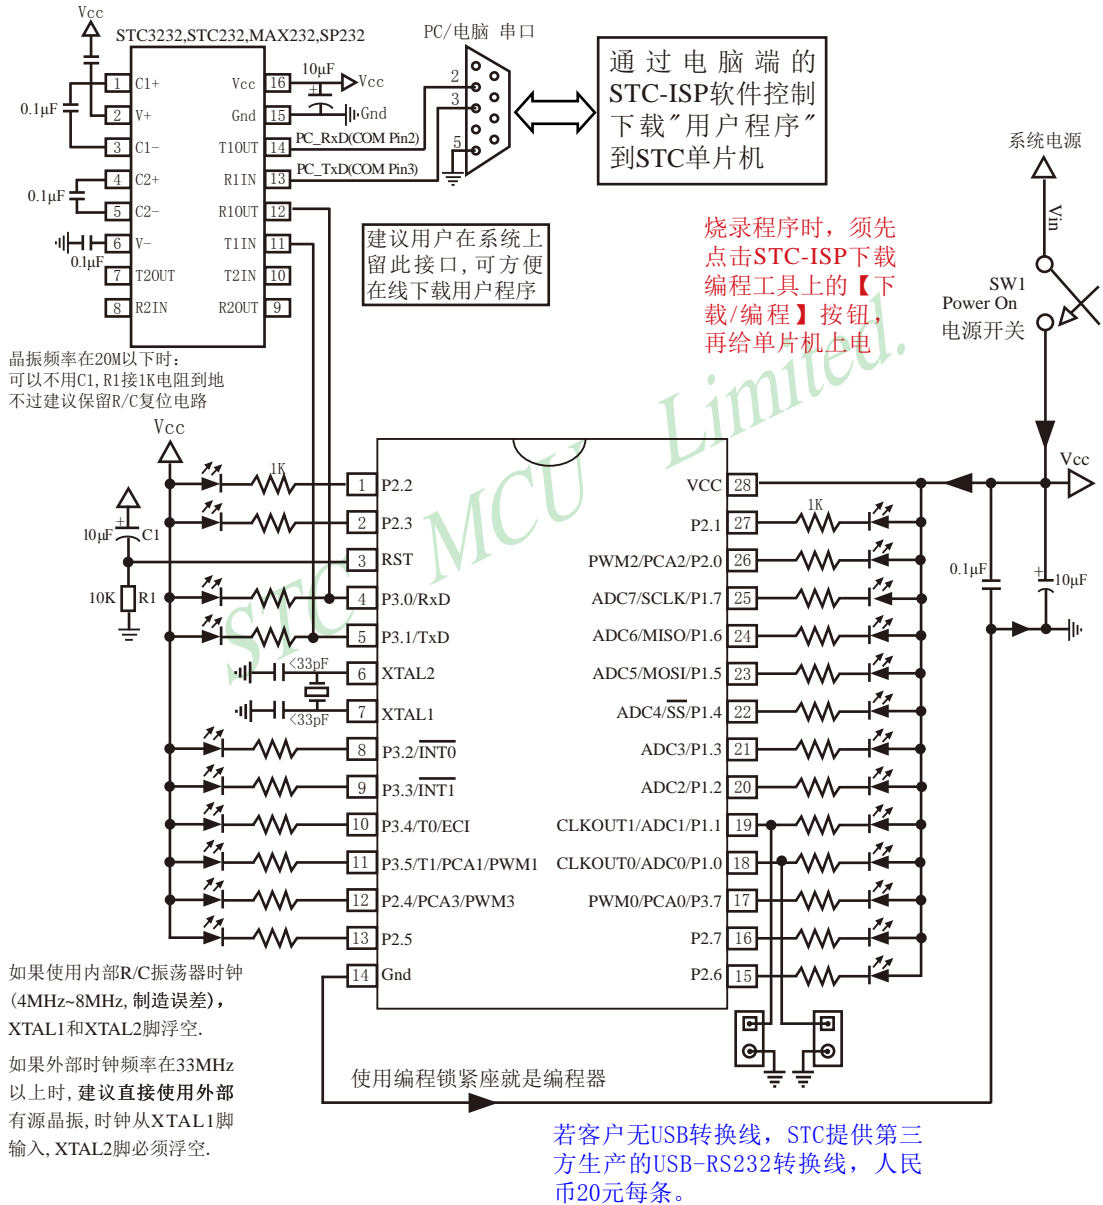 Vcc
STC3232,STC232,MAX232,SP232
PC/电脑 串口
1 C1+
2 V+
3 C1-
4 C2+
5 C2-
6 V-
7 T2OUT
8 R2IN
Vcc 16
Gnd 15
T1OUT 14
R1IN 13
R1OUT 12
T1IN 11
T2IN 10
R2OUT 9
0.1μF
0.1μF
0.1μF
10μF
+
Vcc
Gnd
PC_RxD(COM Pin2)
PC_TxD(COM Pin3)
2
3
5
通过电脑端的
STC-ISP软件控制
下载"用户程序"
到STC单片机
建议用户在系统上
留此接口,可方便
在线下载用户程序
烧录程序时，须先
点击STC-ISP下载
编程工具上的【下
载/编程】按钮，
再给单片机上电
系统电源
Vin
SW1
Power On
电源开关
晶振频率在20M以下时:
可以不用C1,R1接1K电阻到地
不过建议保留R/C复位电路
Vcc
1K
10μF
+
C1
10K
R1
<33pF
<33pF
1 P2.2
2 P2.3
3 RST
4 P3.0/RxD
5 P3.1/TxD
6 XTAL2
7 XTAL1
8 P3.2/INT0
9 P3.3/INT1
10 P3.4/T0/ECI
11 P3.5/T1/PCA1/PWM1
12 P2.4/PCA3/PWM3
13 P2.5
14 Gnd
VCC 28
P2.1 27
PWM2/PCA2/P2.0 26
ADC7/SCLK/P1.7 25
ADC6/MISO/P1.6 24
ADC5/MOSI/P1.5 23
ADC4/SS/P1.4 22
ADC3/P1.3 21
ADC2/P1.2 20
CLKOUT1/ADC1/P1.1 19
CLKOUT0/ADC0/P1.0 18
PWM0/PCA0/P3.7 17
P2.7 16
P2.6 15
1K
Vcc
0.1μF
+
10μF
STC MCU Limited.
如果使用内部R/C振荡器时钟
(4MHz~8MHz,制造误差),
XTAL1和XTAL2脚浮空.
如果外部时钟频率在33MHz
以上时,建议直接使用外部
有源晶振,时钟从XTAL1脚
输入,XTAL2脚必须浮空.
使用编程锁紧座就是编程器
若客户无USB转换线，STC提供第三
方生产的USB-RS232转换线，人民
币20元每条。